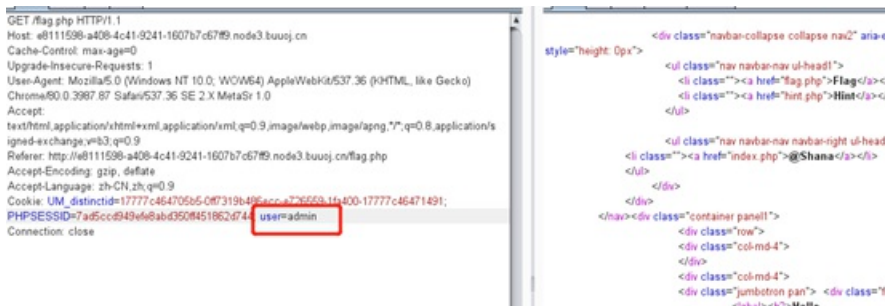 GET /flag.php HTTP/1.1
Host: e8111598-a408-4c41-9241-1607b7c67ff9.node3.buuoj.cn
Cache-Control: max-age=0
Upgrade-Insecure-Requests: 1
User-Agent: Mozilla/5.0 (Windows NT 10.0; WOW64) AppleWebKit/537.36 (KHTML, like Gecko)
Chrome/80.0.3987.87 Safari/537.36 SE 2.X MetaSr 1.0
Accept:
text/html,application/xhtml+xml,application/xml;q=0.9,image/webp,image/apng,*/*;q=0.8,application/s
igned-exchange;v=b3;q=0.9
Referer: http://e8111598-a408-4c41-9241-1607b7c67ff9.node3.buuoj.cn/flag.php
Accept-Encoding: gzip, deflate
Accept-Language: zh-CN,zh;q=0.9
Cookie: UM_distinctid=17777c464705b5-0ff7319b486ecc-e726559-1fa400-17777c46471491;
PHPSESSID=7ad5ccd949efe8abd350ff451862d744 user=admin
Connection: close
<div class="navbar-collapse collapse nav2" aria-e
style="height: 0px">
<ul class="nav navbar-nav ul-head1">
<li class=""><a href="flag.php">Flag</a><
<li class=""><a href="hint.php">Hint</a><
</ul>
<ul class="nav navbar-nav navbar-right ul-head
<li class=""><a href="index.php">@Shana</a></li>
</ul>
</div>
</div>
</nav><div class="container panel1">
<div class="row">
<div class="col-md-4">
</div>
<div class="col-md-4">
<div class="jumbotron pan"> <div class="f